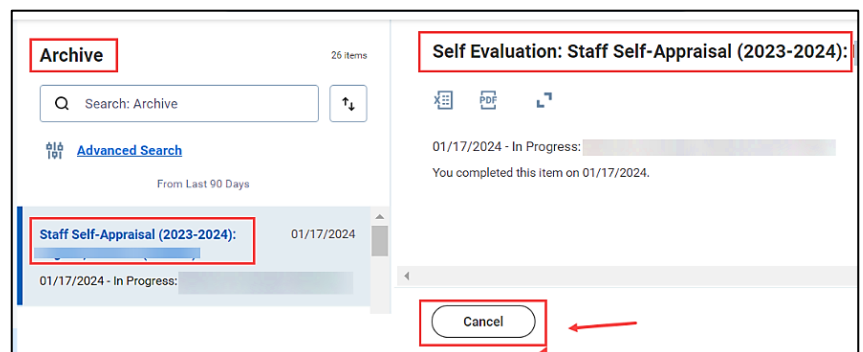 Archive
26 items
Search: Archive
Advanced Search
From Last 90 Days
Staff Self-Appraisal (2023-2024):
01/17/2024
01/17/2024 - In Progress:
Self Evaluation: Staff Self-Appraisal (2023-2024):
X
PDF
01/17/2024 - In Progress:
You completed this item on 01/17/2024.
Cancel